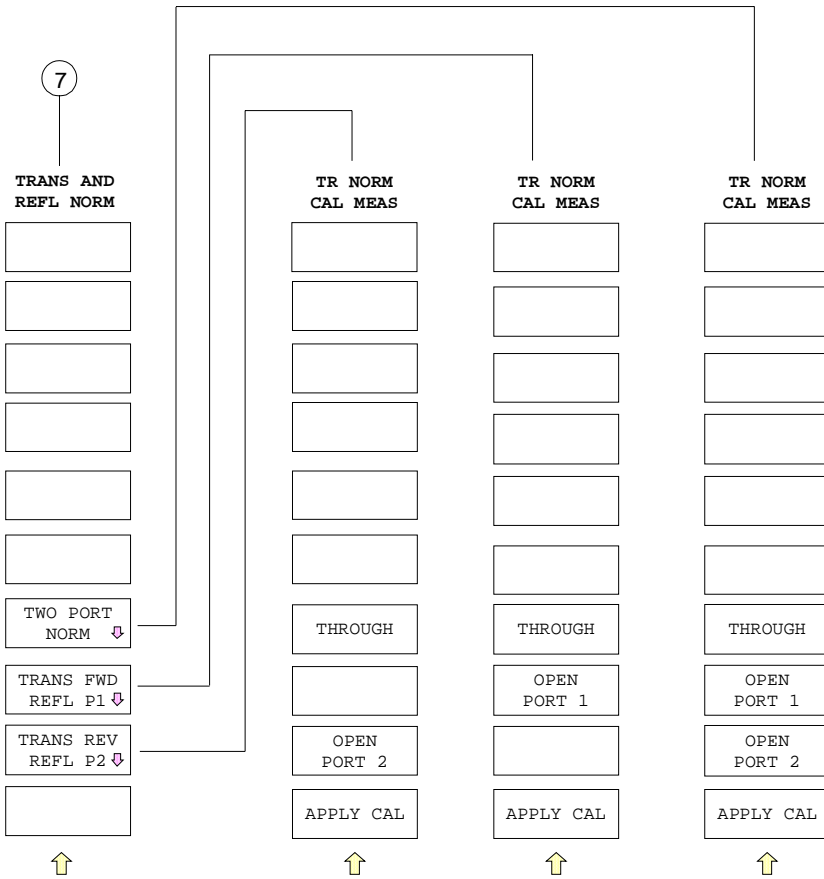 7
TRANS AND
REFL NORM
TWO PORT
NORM
TRANS FWD
REFL P1
TRANS REV
REFL P2
TR NORM
CAL MEAS
THROUGH
OPEN
PORT 2
APPLY CAL
TR NORM
CAL MEAS
THROUGH
OPEN
PORT 1
APPLY CAL
TR NORM
CAL MEAS
THROUGH
OPEN
PORT 1
OPEN
PORT 2
APPLY CAL